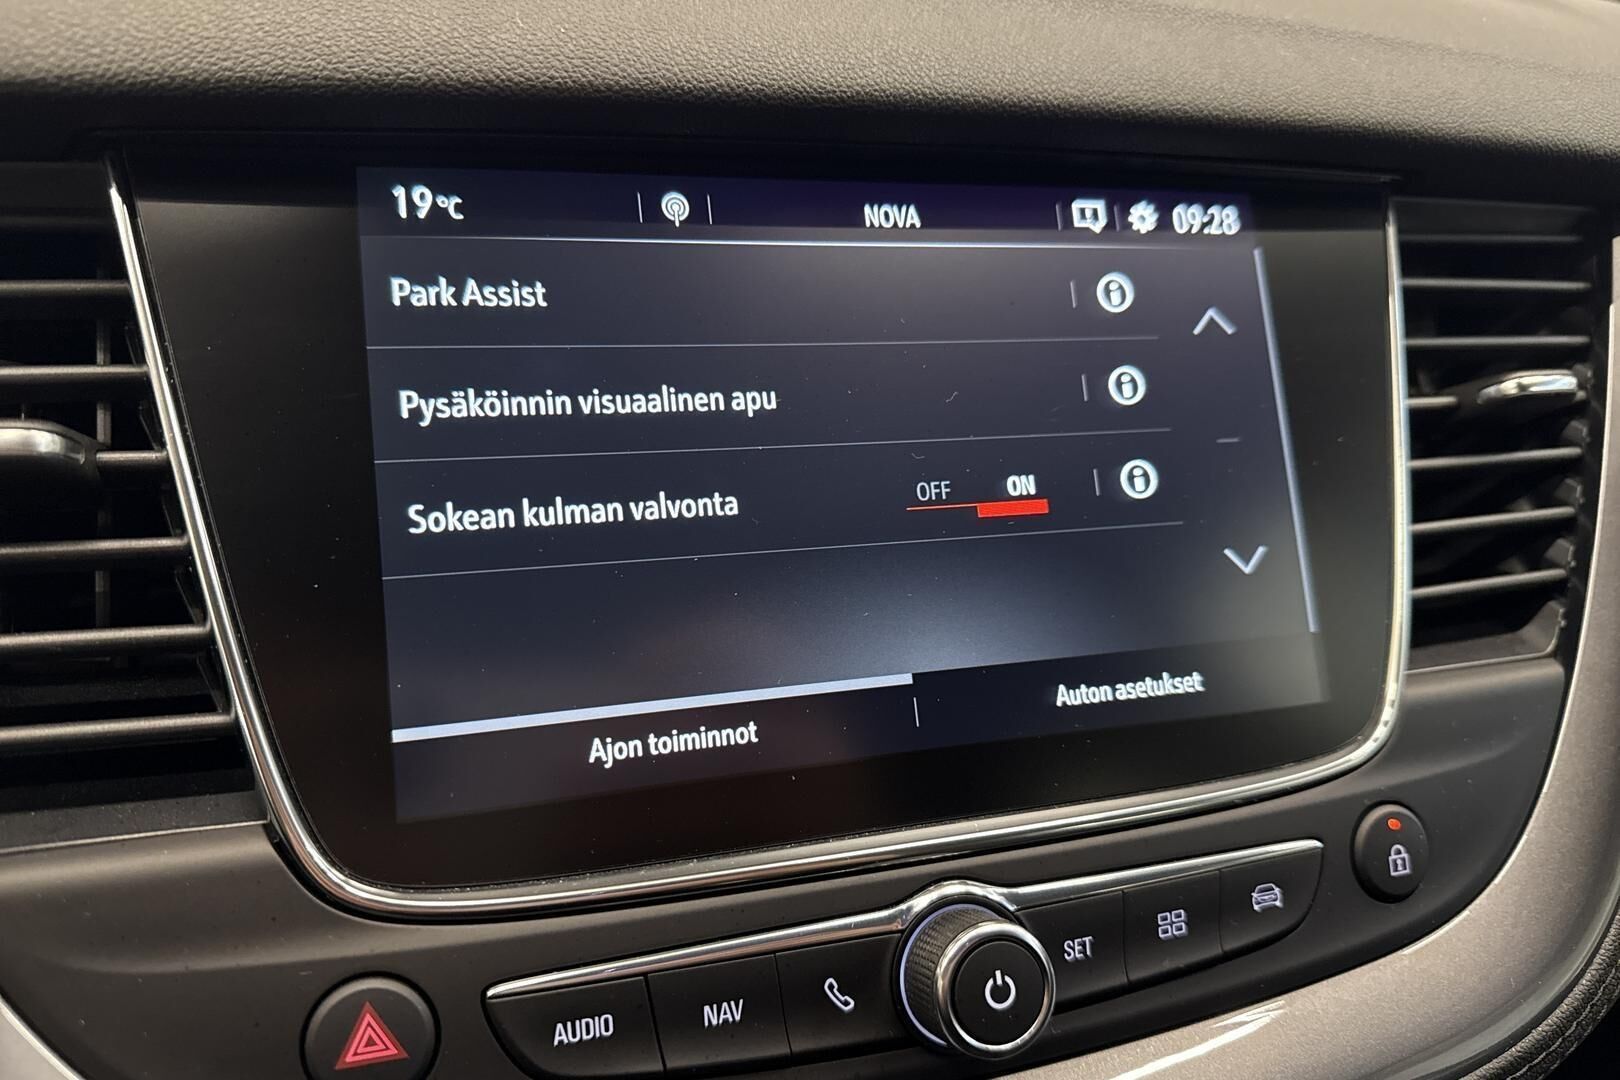 19°C NOVA 09:28
Park Assist
Pysäköinnin visuaalinen apu
Sokean kulman valvonta OFF ON
Ajon toiminnot Auton asetukset
AUDIO NAV SET